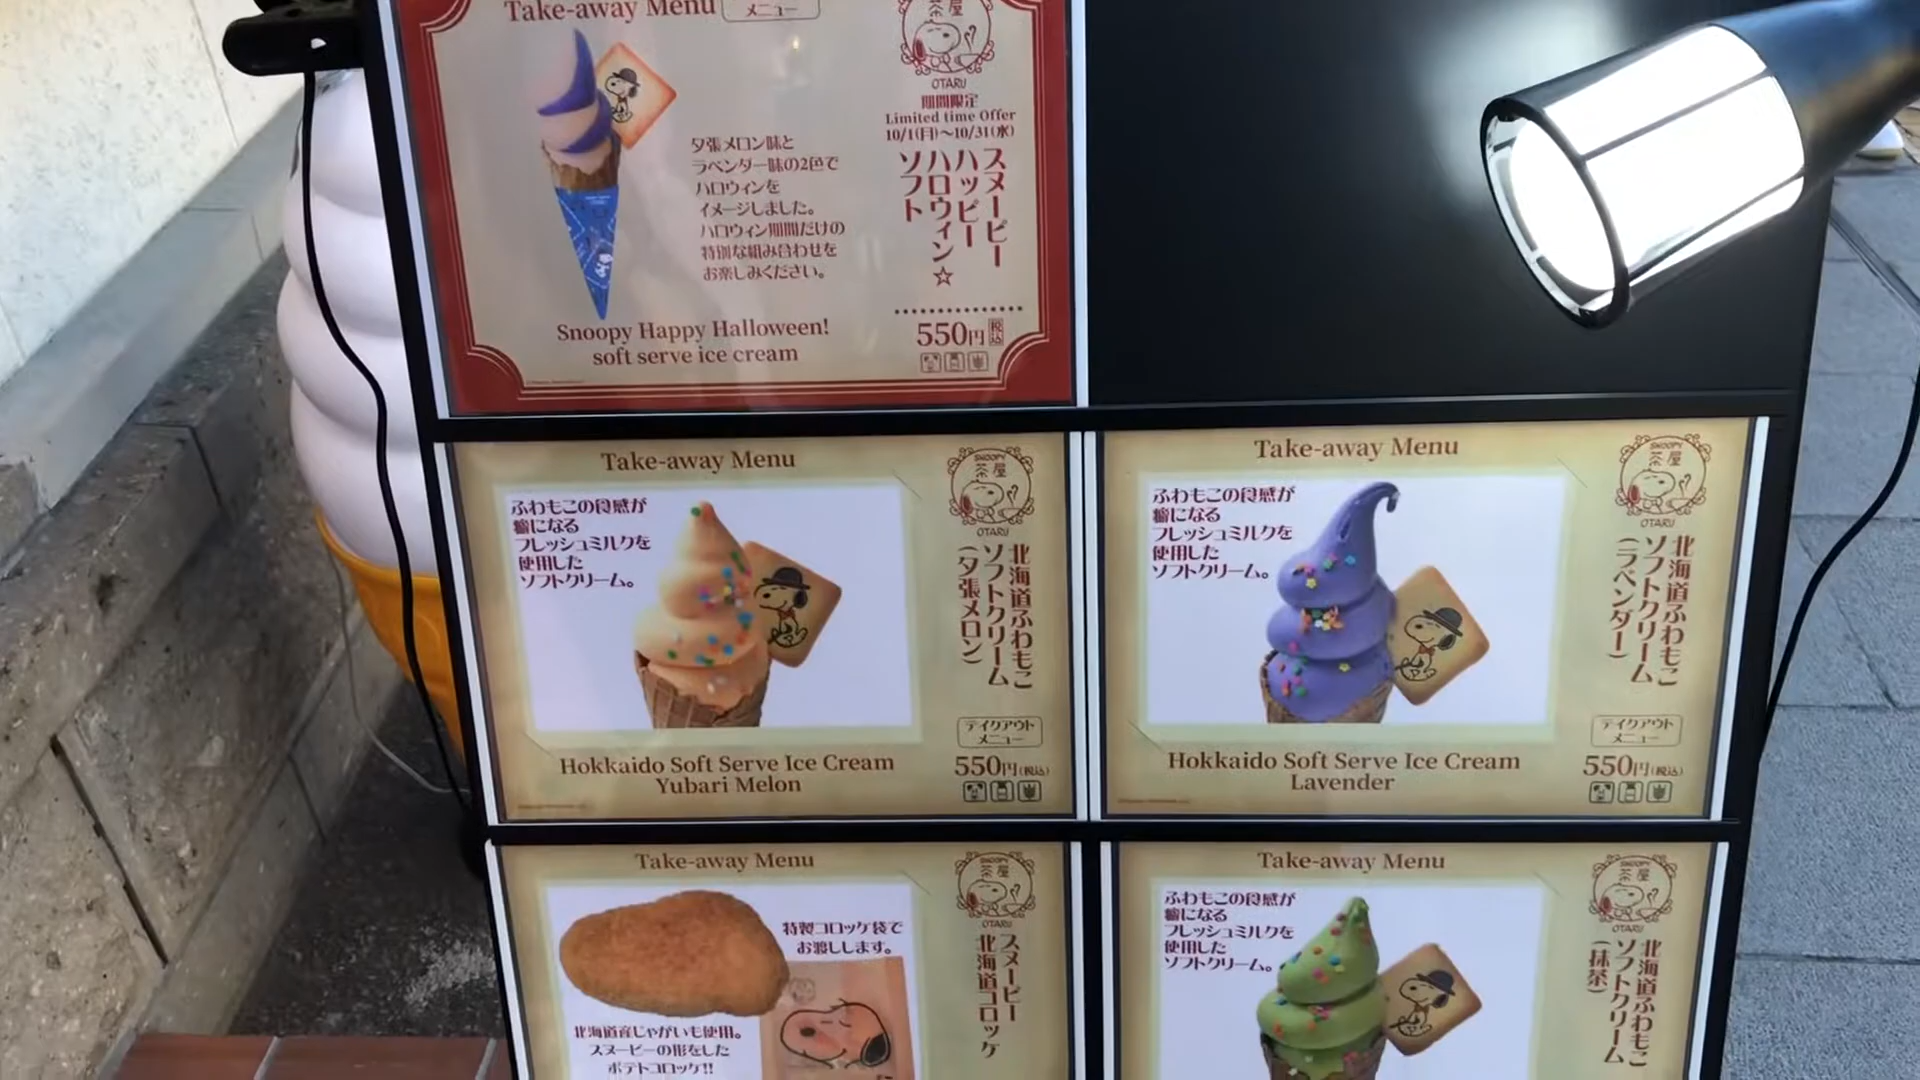 Take-away Menu
メニュー
茶屋
OTARU
期間限定
Limited time Offer
10/1(月)～10/31(水)
スヌーピー
ハッピー
ハロウィン☆
ソフト
夕張メロン味と
ラベンダー味の2色で
ハロウィンを
イメージしました。
ハロウィン期間だけの
特別な組み合わせを
お楽しみください。
Snoopy Happy Halloween!
soft serve ice cream
550円税込
Take-away Menu
ふわもこの食感が
癖になる
フレッシュミルクを
使用した
ソフトクリーム。
SNOOPY
茶屋
OTARU
北海道ふわもこ
ソフトクリーム
(夕張メロン)
テイクアウト
メニュー
Hokkaido Soft Serve Ice Cream
Yubari Melon
550円(税込)
Take-away Menu
ふわもこの食感が
癖になる
フレッシュミルクを
使用した
ソフトクリーム。
SNOOPY
茶屋
OTARU
北海道ふわもこ
ソフトクリーム
(ラベンダー)
テイクアウト
メニュー
Hokkaido Soft Serve Ice Cream
Lavender
550円(税込)
Take-away Menu
特製コロッケ袋で
お渡しします。
SNOOPY
茶屋
OTARU
スヌーピー
北海道コロッケ
北海道産じゃがいも使用。
スヌーピーの形をした
ポテトコロッケ!!
Take-away Menu
ふわもこの食感が
癖になる
フレッシュミルクを
使用した
ソフトクリーム。
SNOOPY
茶屋
OTARU
北海道ふわもこ
ソフトクリーム
(抹茶)